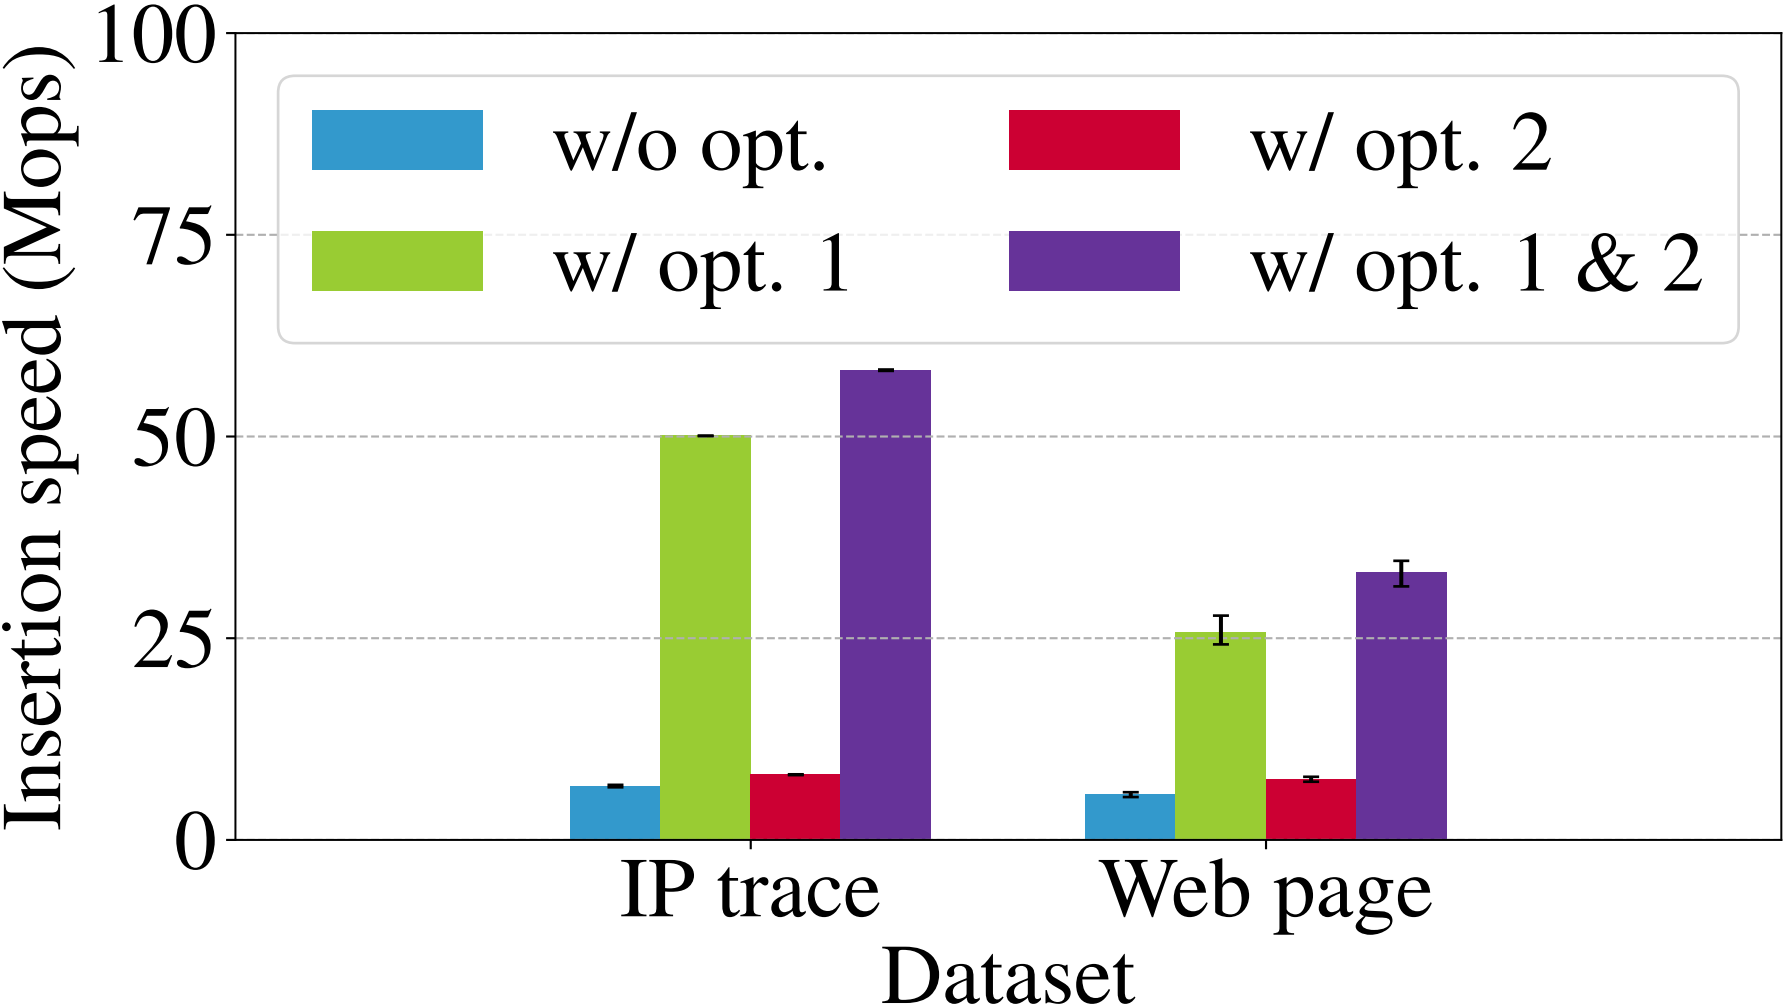 Insertion speed (Mops)
100
75
50
25
0
w/o opt.
w/ opt. 1
w/ opt. 2
w/ opt. 1 & 2
IP trace
Web page
Dataset